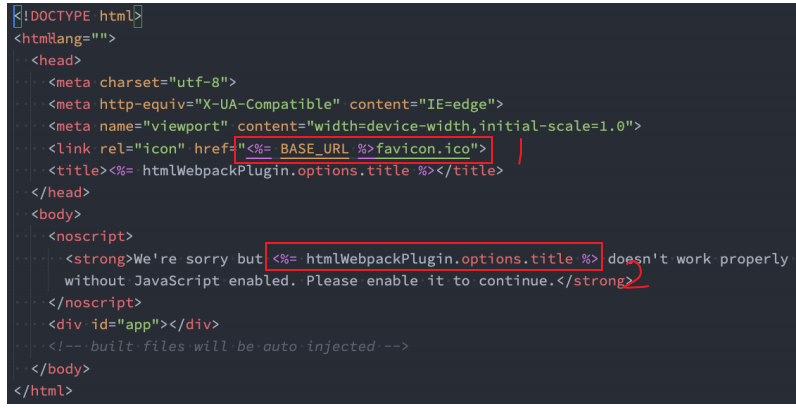 <!DOCTYPE html>
<html lang="">
<head>
<meta charset="utf-8">
<meta http-equiv="X-UA-Compatible" content="IE=edge">
<meta name="viewport" content="width=device-width,initial-scale=1.0">
<link rel="icon" href="<%= BASE_URL %>favicon.ico"> 1
<title><%= htmlWebpackPlugin.options.title %></title>
</head>
<body>
<noscript>
<strong>We're sorry but <%= htmlWebpackPlugin.options.title %> doesn't work properly
without JavaScript enabled. Please enable it to continue.</strong> 2
</noscript>
<div id="app"></div>
<!-- built files will be auto injected -->
</body>
</html>